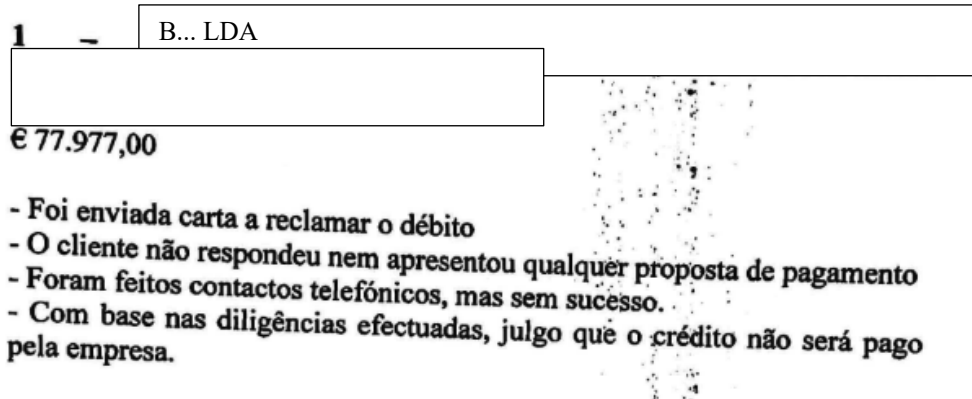 1 – B... LDA
€ 77.977,00
- Foi enviada carta a reclamar o débito
- O cliente não respondeu nem apresentou qualquer proposta de pagamento
- Foram feitos contactos telefónicos, mas sem sucesso.
- Com base nas diligências efectuadas, julgo que o crédito não será pago
pela empresa.